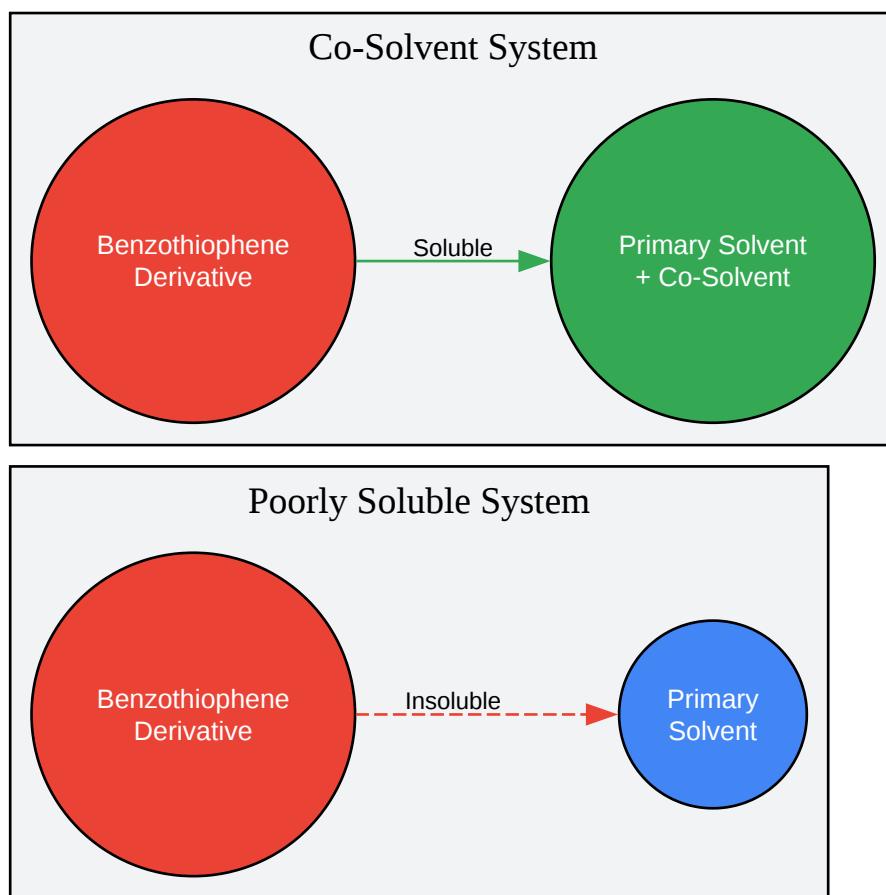 Co-Solvent System
Benzothiophene
Derivative
Soluble
Primary Solvent
+ Co-Solvent
Poorly Soluble System
Benzothiophene
Derivative
Insoluble
Primary
Solvent